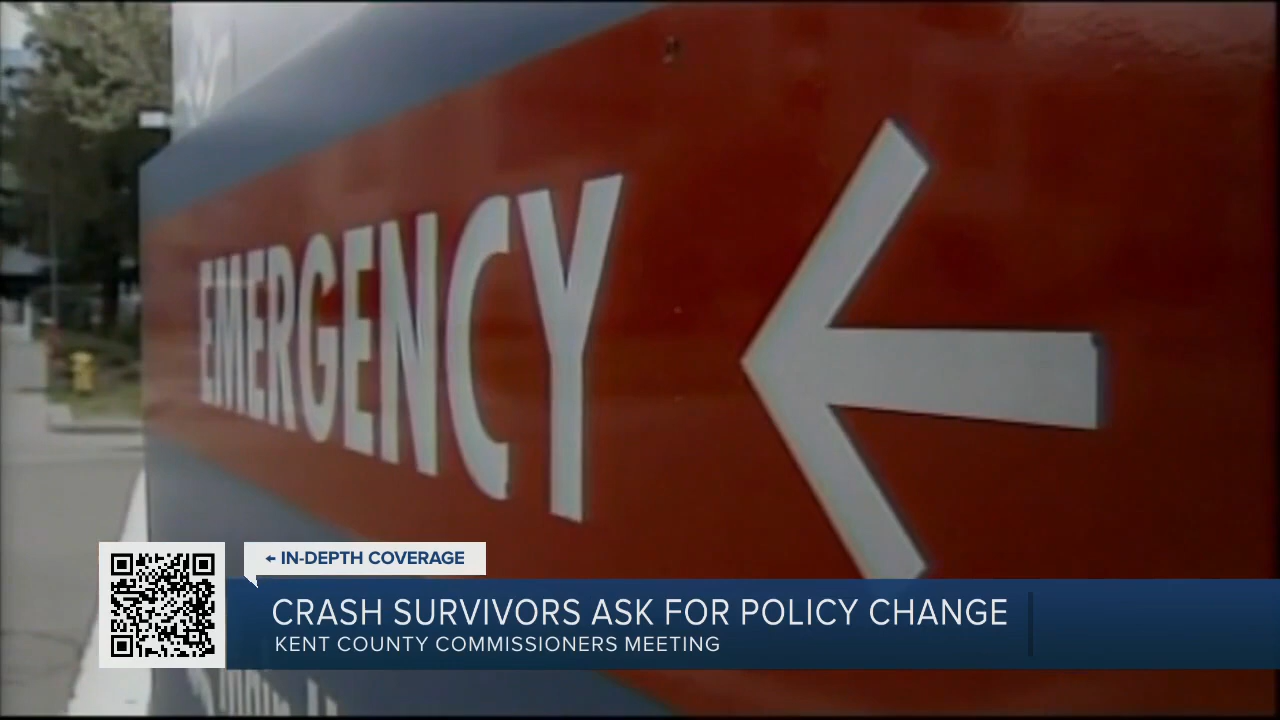 EMERGENCY
← IN-DEPTH COVERAGE
CRASH SURVIVORS ASK FOR POLICY CHANGE
KENT COUNTY COMMISSIONERS MEETING